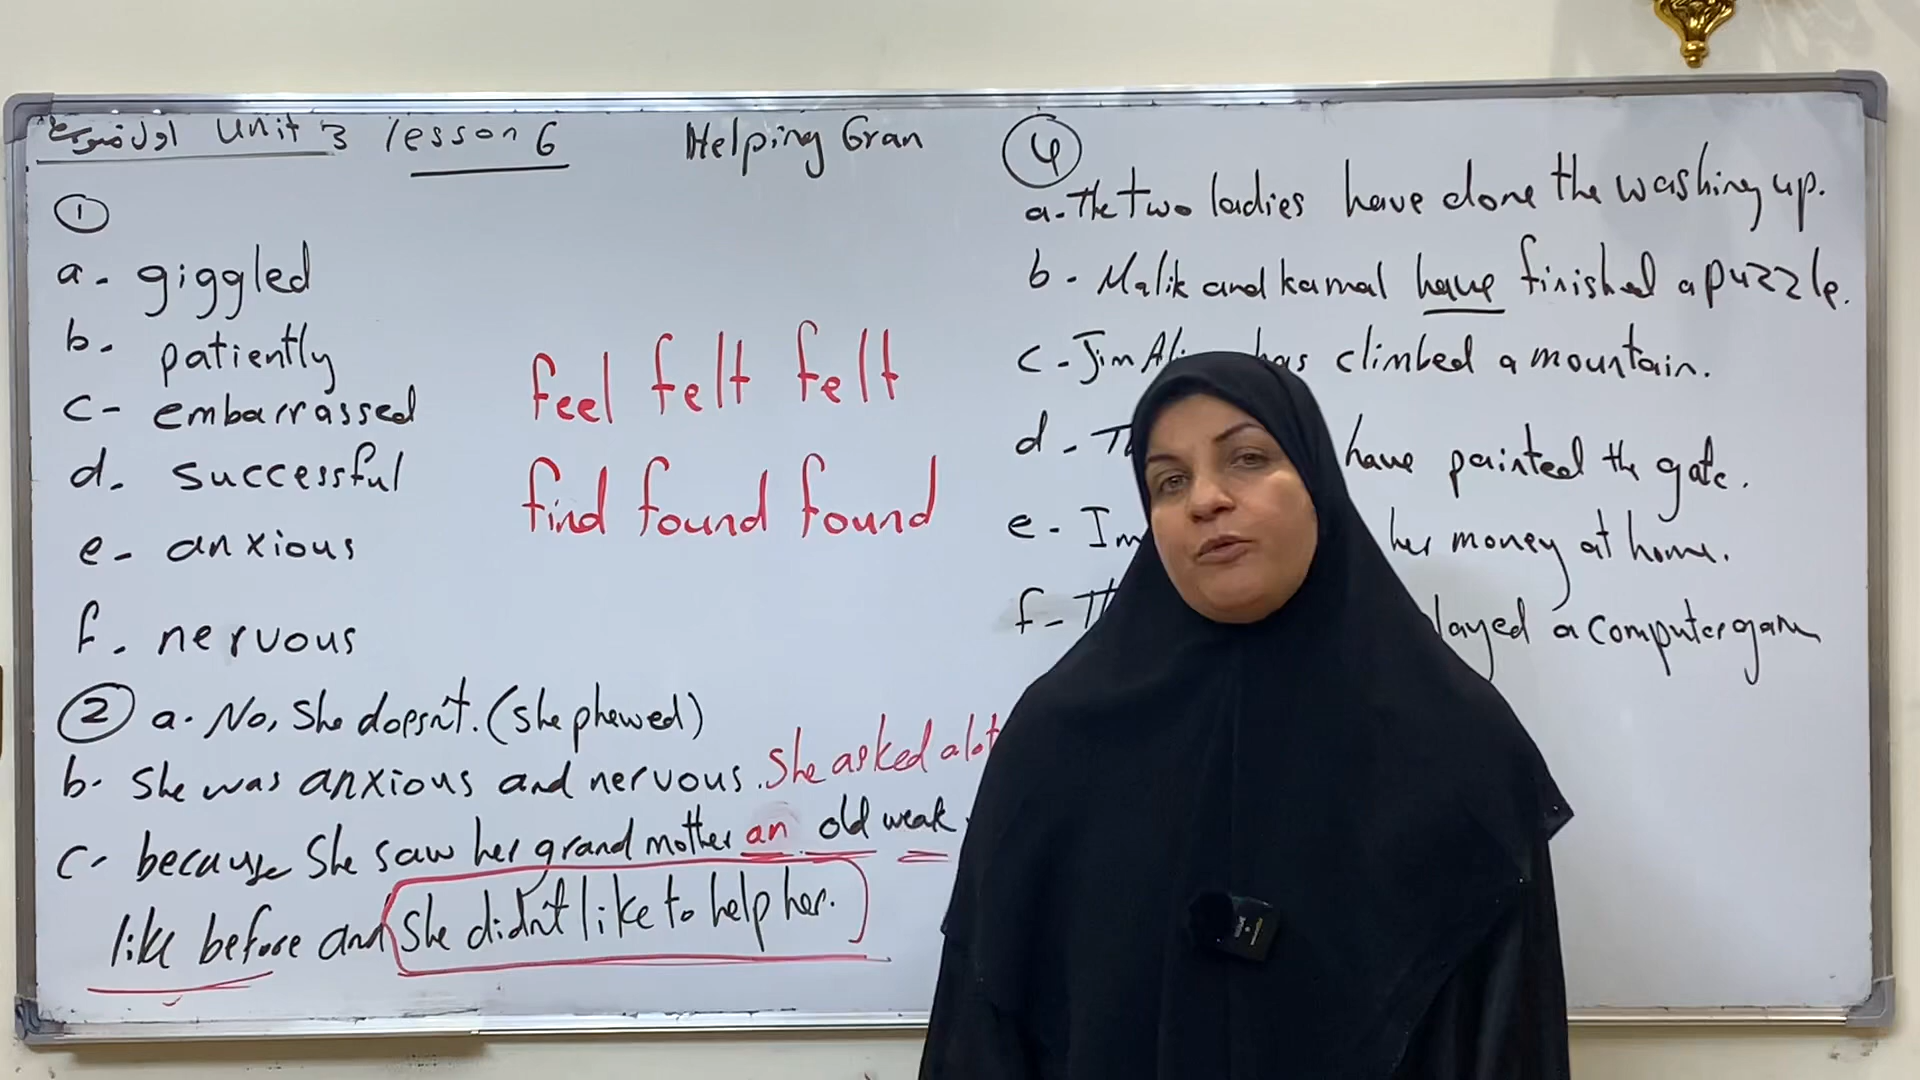 اول متوسط Unit 3 lesson 6 Helping Gran
①
a- giggled
b. patiently
c- embarrassed
d. successful
e- anxious
f. nervous
feel felt felt
find found found
② a. No, She doesn't. (she phewed)
b. She was anxious and nervous. She asked a lot
c- because She saw her grand mother an old weak
like before and She didn't like to help her.
④
a. The two ladies have done the washing up.
b. Malik and kamal have finished a puzzle.
c- Jim Ali has climbed a mountain.
d- have painted the gate.
e- her money at home.
f- layed a computer game